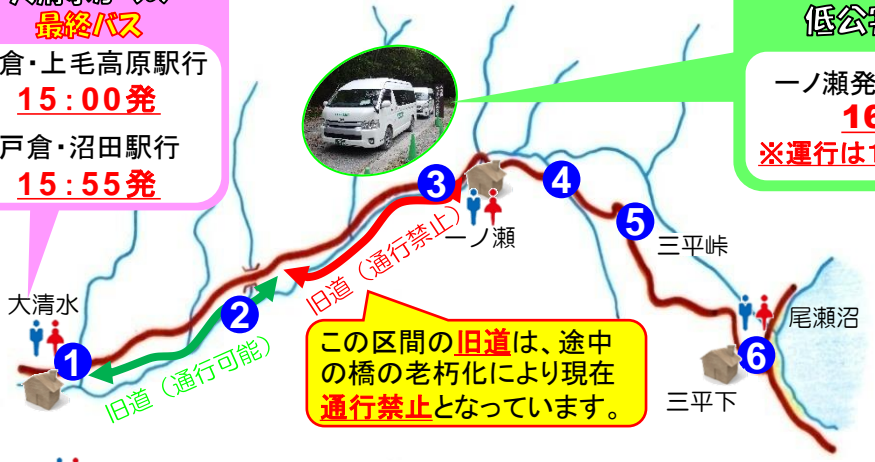 最終バス
倉・上毛高原駅行
15:00発
戸倉・沼田駅行
15:55発
低公
一ノ瀬発
16
※運行は1
3
4
5
一ノ瀬
三平峠
旧道（通行禁止）
大清水
1
2
旧道（通行可能）
この区間の旧道は、途中
の橋の老朽化により現在
通行禁止となっています。
尾瀬沼
6
三平下